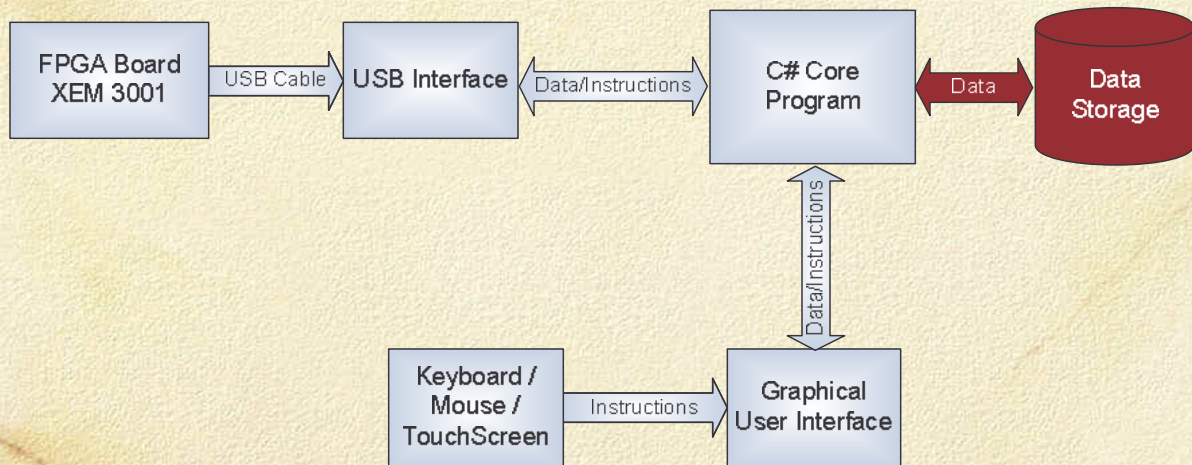 FPGA Board
XEM 3001
USB Cable
USB Interface
Data/Instructions
C# Core
Program
Data
Data
Storage
Data/Instructions
Keyboard /
Mouse /
TouchScreen
Instructions
Graphical
User Interface